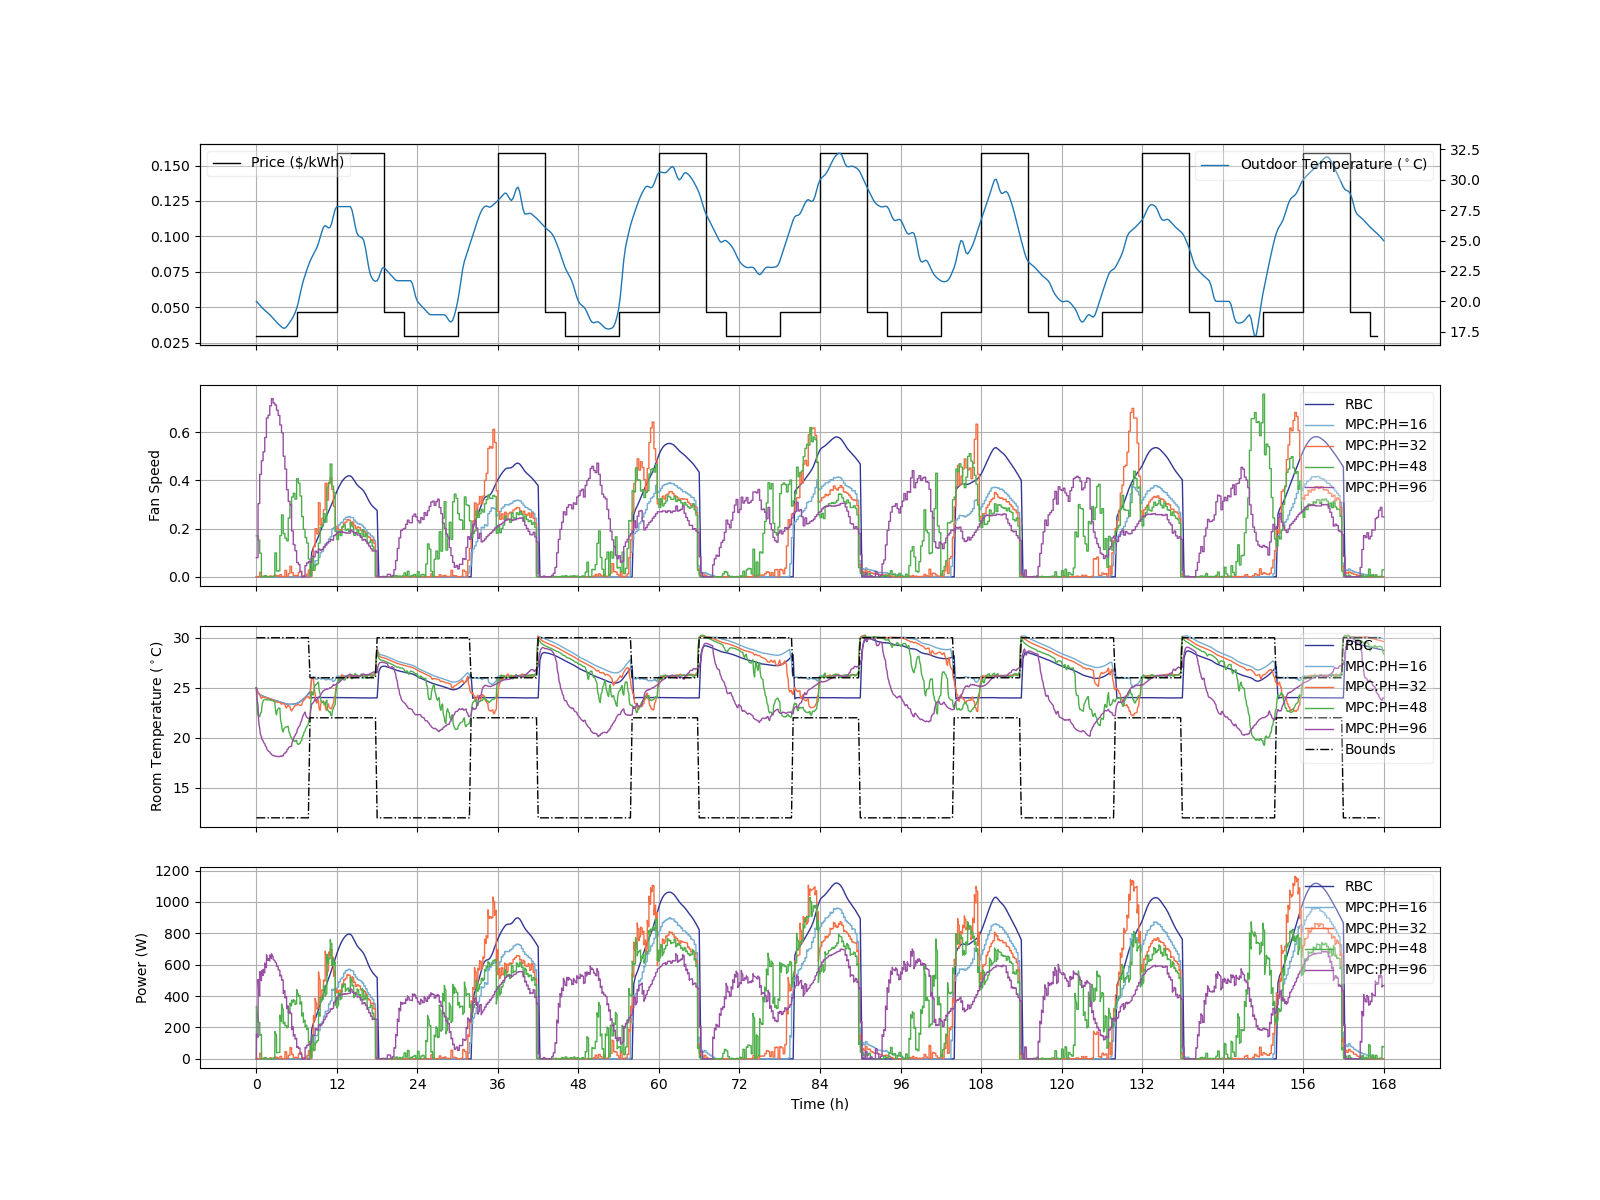 Price ($/kWh)
Outdoor Temperature (°C)
0.150
0.125
0.100
0.075
0.050
0.025
32.5
30.0
27.5
25.0
22.5
20.0
17.5
Fan Speed
0.6
0.4
0.2
0.0
RBC
MPC:PH=16
MPC:PH=32
MPC:PH=48
MPC:PH=96
Room Temperature (°C)
30
25
20
15
RBC
MPC:PH=16
MPC:PH=32
MPC:PH=48
MPC:PH=96
Bounds
Power (W)
1200
1000
800
600
400
200
0
RBC
MPC:PH=16
MPC:PH=32
MPC:PH=48
MPC:PH=96
0 12 24 36 48 60 72 84 96 108 120 132 144 156 168
Time (h)